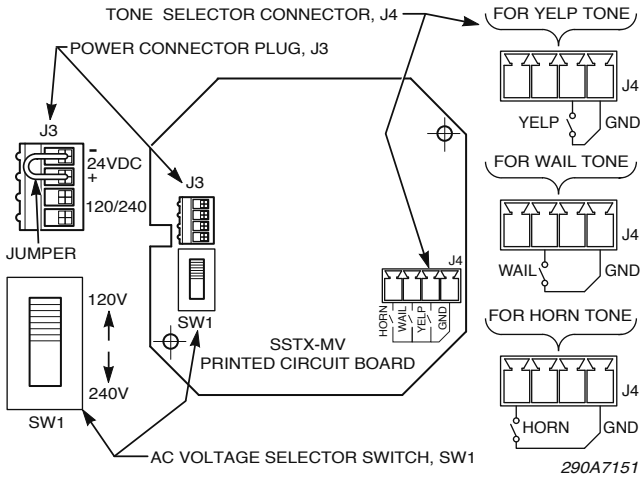 TONE SELECTOR CONNECTOR, J4
POWER CONNECTOR PLUG, J3
J3
-
24VDC
+
120/240
JUMPER
120V
240V
SW1
J3
SW1
J4
HORN
WAIL
YELP
GND
SSTX-MV
PRINTED CIRCUIT BOARD
AC VOLTAGE SELECTOR SWITCH, SW1
FOR YELP TONE
J4
YELP
GND
FOR WAIL TONE
J4
WAIL
GND
FOR HORN TONE
J4
HORN
GND
290A7151